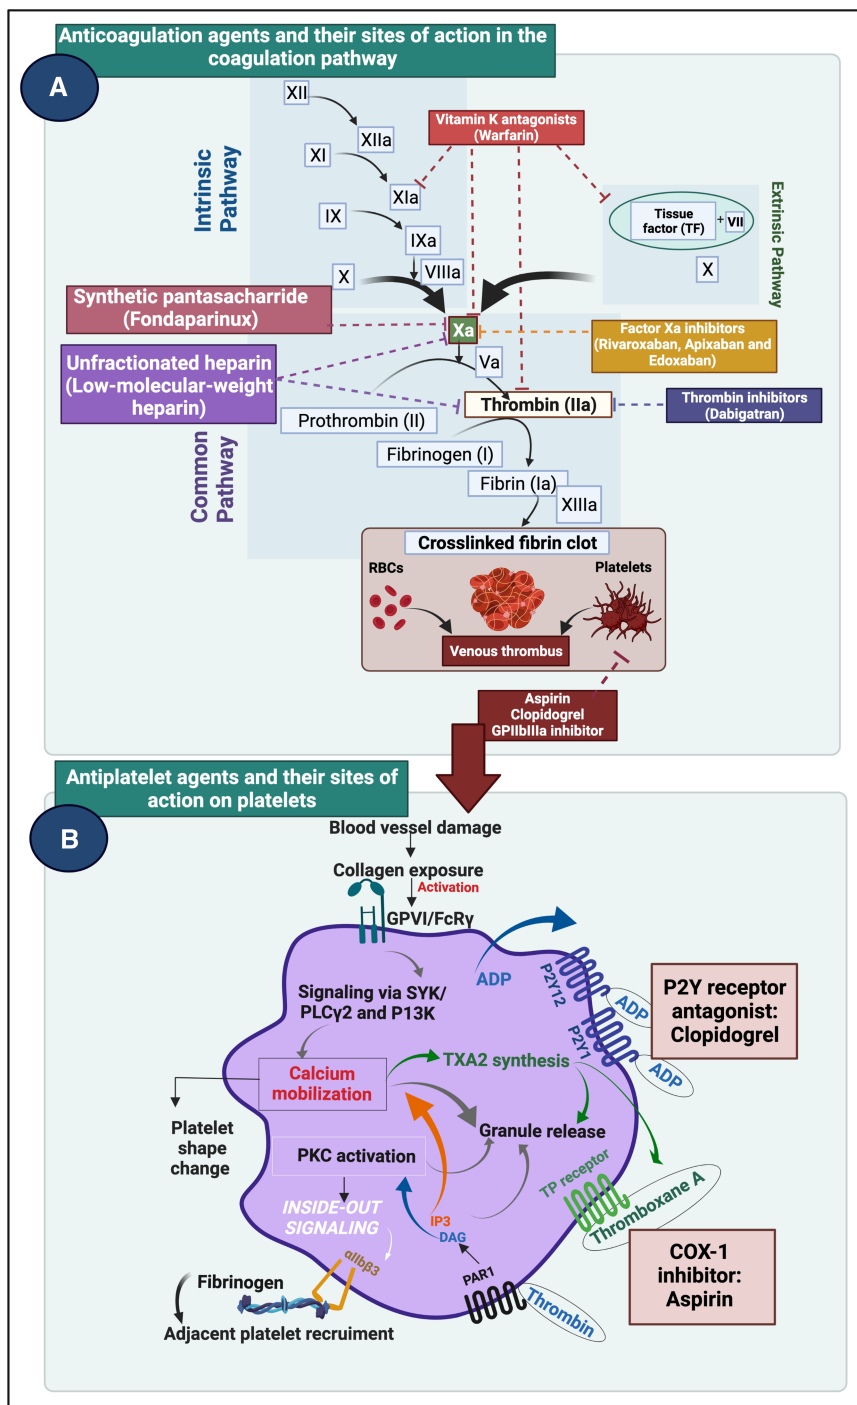 Anticoagulation agents and their sites of action in the
coagulation pathway
A
XII
XIIa
XI
XIa
IX
IXa
VIIIa
X
Intrinsic
Pathway
Vitamin K antagonists
(Warfarin)
Tissue
factor (TF)
+
VII
X
Extrinsic Pathway
Synthetic pantasacharride
(Fondaparinux)
Xa
Factor Xa inhibitors
(Rivaroxaban, Apixaban and
Edoxaban)
Unfractionated heparin
(Low-molecular-weight
heparin)
Va
Thrombin (IIa)
Thrombin inhibitors
(Dabigatran)
Prothrombin (II)
Fibrinogen (I)
Common
Pathway
Fibrin (Ia)
XIIIa
Crosslinked fibrin clot
RBCs
Platelets
Venous thrombus
Aspirin
Clopidogrel
GPIIbIIIa inhibitor
Antiplatelet agents and their sites of
action on platelets
B
Blood vessel damage
Collagen exposure
Activation
GPVI/FcRγ
ADP
P2Y12
ADP
P2Y1
ADP
P2Y receptor
antagonist:
Clopidogrel
Signaling via SYK/
PLCγ2 and P13K
TXA2 synthesis
Calcium
mobilization
Platelet
shape
change
Granule release
PKC activation
TP receptor
Thromboxane A
INSIDE-OUT
SIGNALING
IP3
DAG
COX-1
inhibitor:
Aspirin
αIIbβ3
PAR1
Thrombin
Fibrinogen
Adjacent platelet recruiment